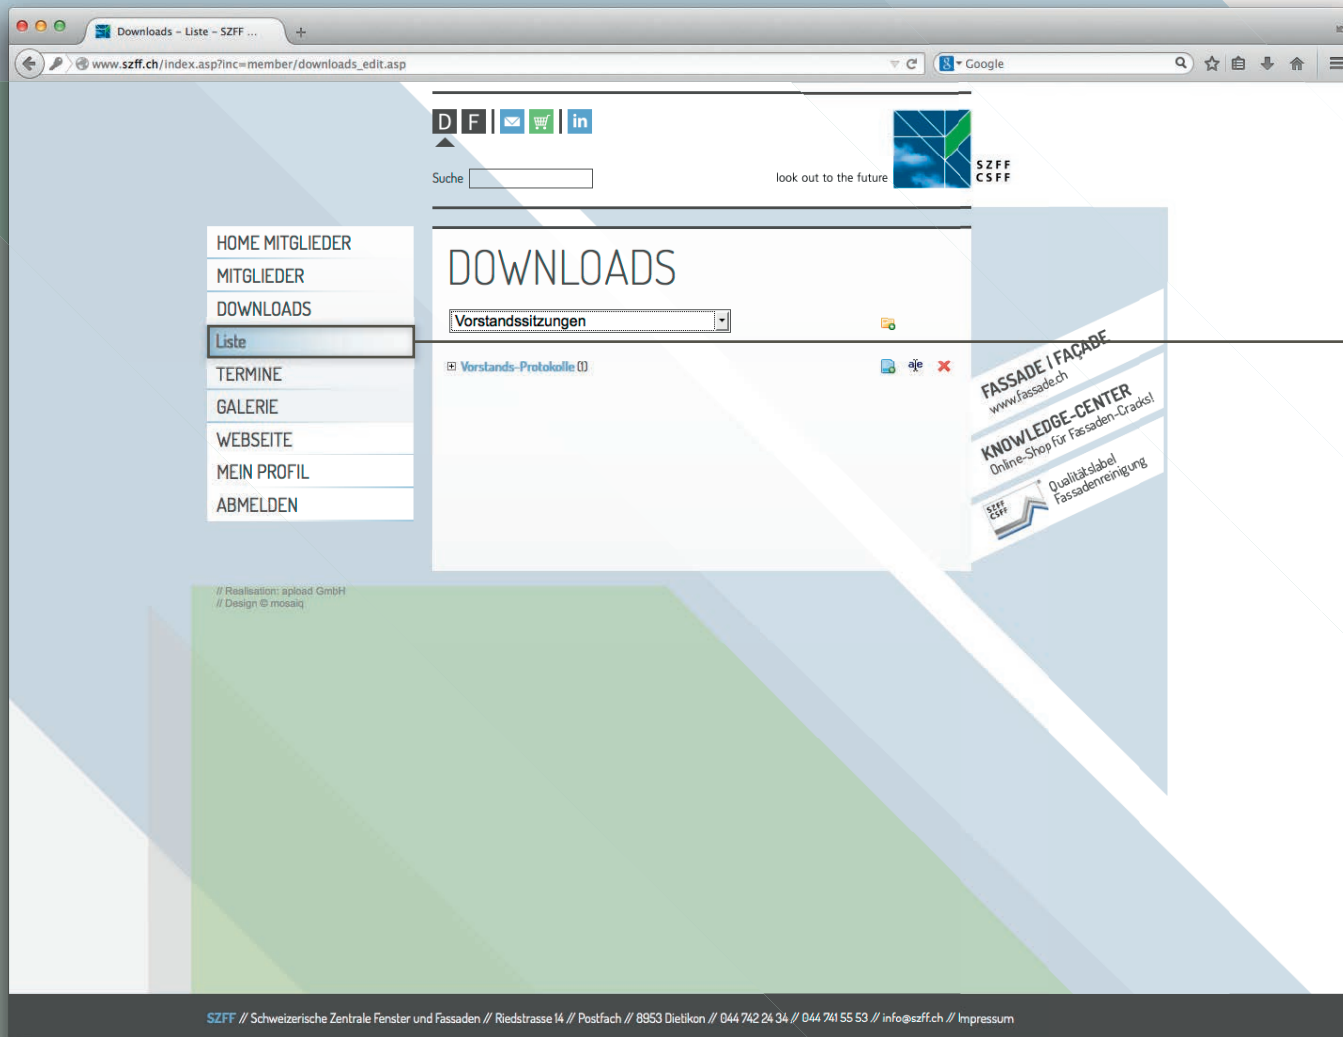 Downloads – Liste – SZFF ...
www.szff.ch/index.asp?inc=member/downloads_edit.asp
Google
D F in
Suche
look out to the future
SZFF
CSFF
HOME MITGLIEDER
MITGLIEDER
DOWNLOADS
Liste
TERMINE
GALERIE
WEBSEITE
MEIN PROFIL
ABMELDEN
DOWNLOADS
Vorstandssitzungen
Vorstands-Protokolle (1)
FASSADE | FAÇADE
www.fassade.ch
KNOWLEDGE-CENTER
Online-Shop für Fassaden-Cracks!
SZFF
CSFF
Qualitätslabel
Fassadenreinigung
// Realisation: apload GmbH
// Design © mosaiq
SZFF // Schweizerische Zentrale Fenster und Fassaden // Riedstrasse 14 // Postfach // 8953 Dietikon // 044 742 24 34 // 044 741 55 53 // info@szff.ch // Impressum